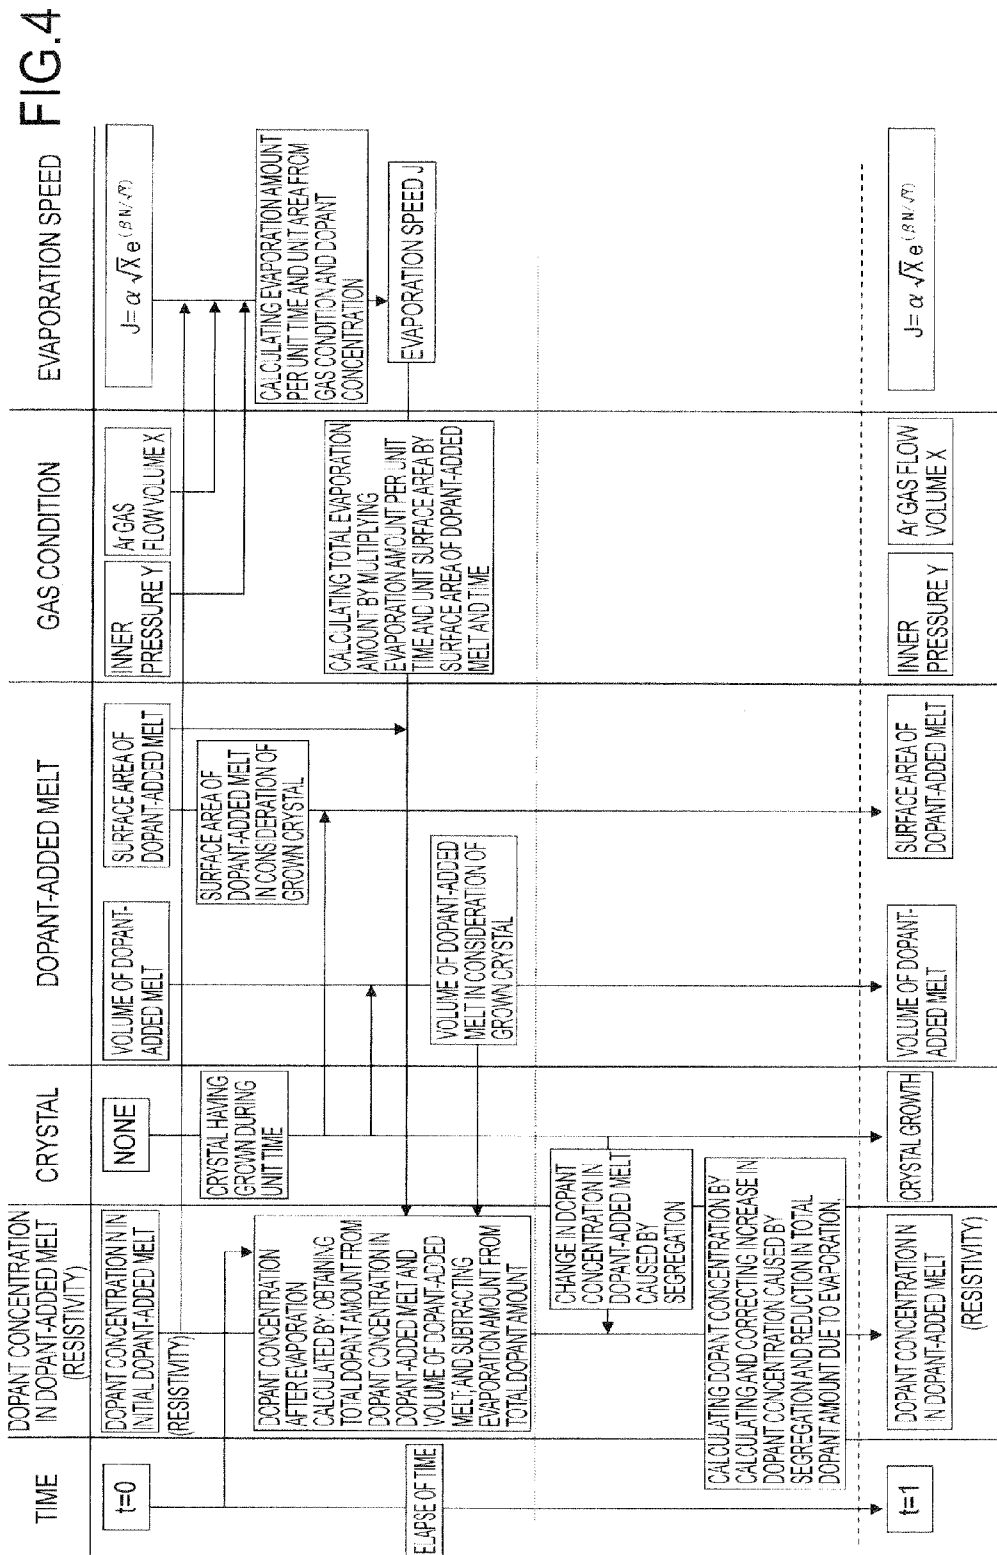 FIG.4
TIME
DOPANT CONCENTRATION
IN DOPANT-ADDED MELT
(RESISTIVITY)
CRYSTAL
DOPANT-ADDED MELT
GAS CONDITION
EVAPORATION SPEED
t=0
DOPANT CONCENTRATION IN
INITIAL DOPANT-ADDED MELT
(RESISTIVITY)
NONE
VOLUME OF DOPANT-
ADDED MELT
SURFACE AREA OF
DOPANT-ADDED MELT
INNER
PRESSURE Y
Ar GAS
FLOW VOLUME X
J= α √X e (β N/√Y)
CRYSTAL HAVING
GROWN DURING
UNIT TIME
SURFACE AREA OF
DOPANT-ADDED MELT
IN CONSIDERATION OF
GROWN CRYSTAL
CALCULATING EVAPORATION AMOUNT
PER UNIT TIME AND UNIT AREA FROM
GAS CONDITION AND DOPANT
CONCENTRATION
DOPANT CONCENTRATION
AFTER EVAPORATION
CALCULATED BY: OBTAINING
TOTAL DOPANT AMOUNT FROM
DOPANT CONCENTRATION IN
DOPANT-ADDED MELT AND
VOLUME OF DOPANT-ADDED
MELT; AND SUBTRACTING
EVAPORATION AMOUNT FROM
TOTAL DOPANT AMOUNT
CALCULATING TOTAL EVAPORATION
AMOUNT BY MULTIPLYING
EVAPORATION AMOUNT PER UNIT
TIME AND UNIT SURFACE AREA BY
SURFACE AREA OF DOPANT-ADDED
MELT AND TIME
EVAPORATION SPEED J
ELAPSE OF TIME
VOLUME OF DOPANT-ADDED
MELT IN CONSIDERATION OF
GROWN CRYSTAL
CHANGE IN DOPANT
CONCENTRATION IN
DOPANT-ADDED MELT
CAUSED BY
SEGREGATION
CALCULATING DOPANT CONCENTRATION BY
CALCULATING AND CORRECTING INCREASE IN
DOPANT CONCENTRATION CAUSED BY
SEGREGATION AND REDUCTION IN TOTAL
DOPANT AMOUNT DUE TO EVAPORATION.
t=1
DOPANT CONCENTRATION N
IN DOPANT-ADDED MELT
(RESISTIVITY)
CRYSTAL GROWTH
VOLUME OF DOPANT-
ADDED MELT
SURFACE AREA OF
DOPANT-ADDED MELT
INNER
PRESSURE Y
Ar GAS FLOW
VOLUME X
J= α √X e (β N/√Y)